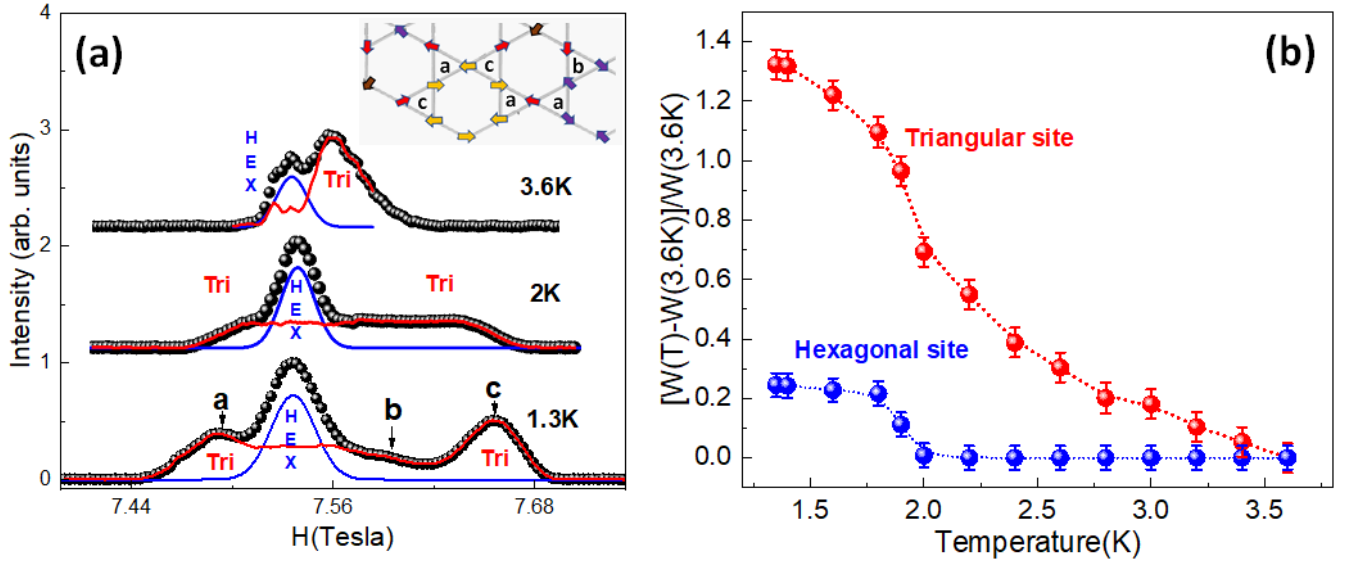 (a)
4
3
2
1
0
Intensity (arb. units)
a
c
b
c
a
a
H
E
X
Tri
3.6K
Tri
H
E
X
Tri
2K
a
b
c
1.3K
Tri
H
E
X
Tri
7.44
7.56
7.68
H(Tesla)
(b)
1.4
1.2
1.0
0.8
0.6
0.4
0.2
0.0
[W(T)-W(3.6K)]/W(3.6K)
Triangular site
Hexagonal site
1.5
2.0
2.5
3.0
3.5
Temperature(K)